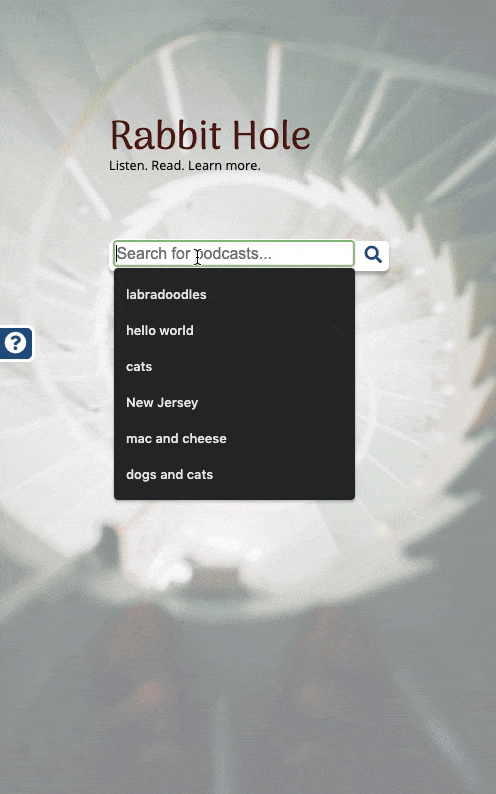 Rabbit Hole
Listen. Read. Learn more.
Search for podcasts...
labradoodles
hello world
cats
New Jersey
mac and cheese
dogs and cats
?